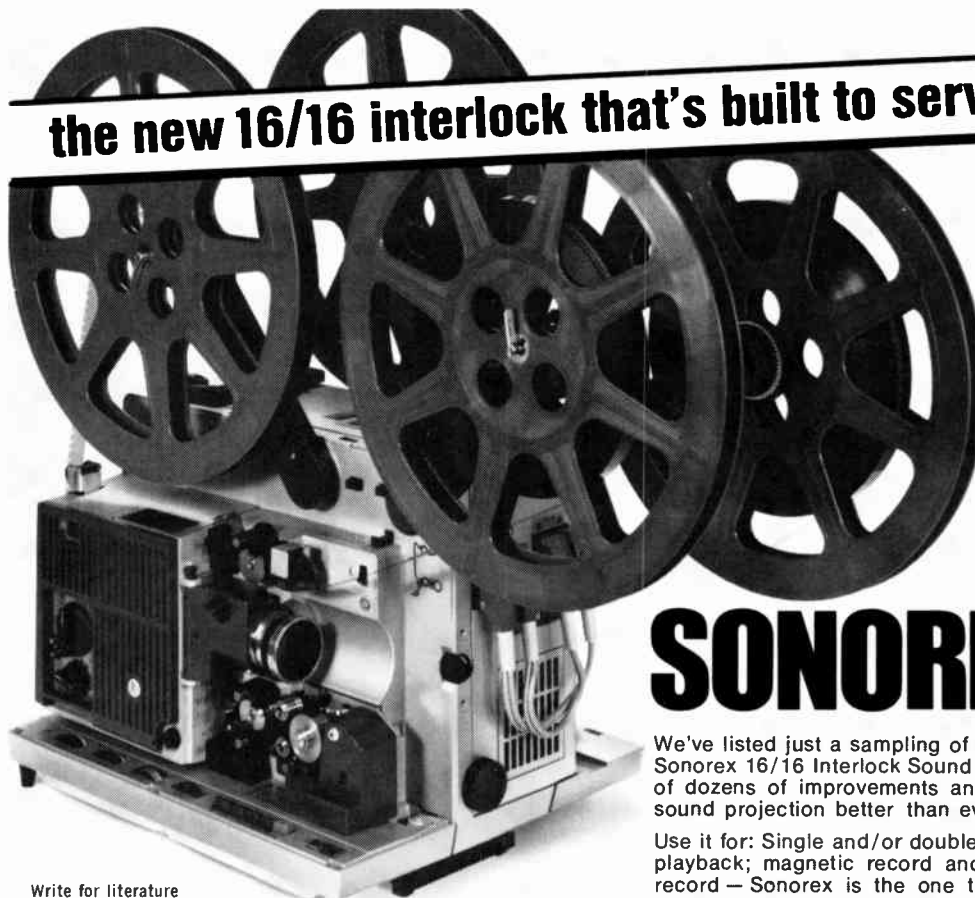 the new 16/16 interlock that's built to serv
SONOR
We've listed just a sampling of
Sonorex 16/16 Interlock Sound
of dozens of improvements an
sound projection better than ev
Use it for: Single and/or double
playback; magnetic record and
record — Sonorex is the one t
Write for literature